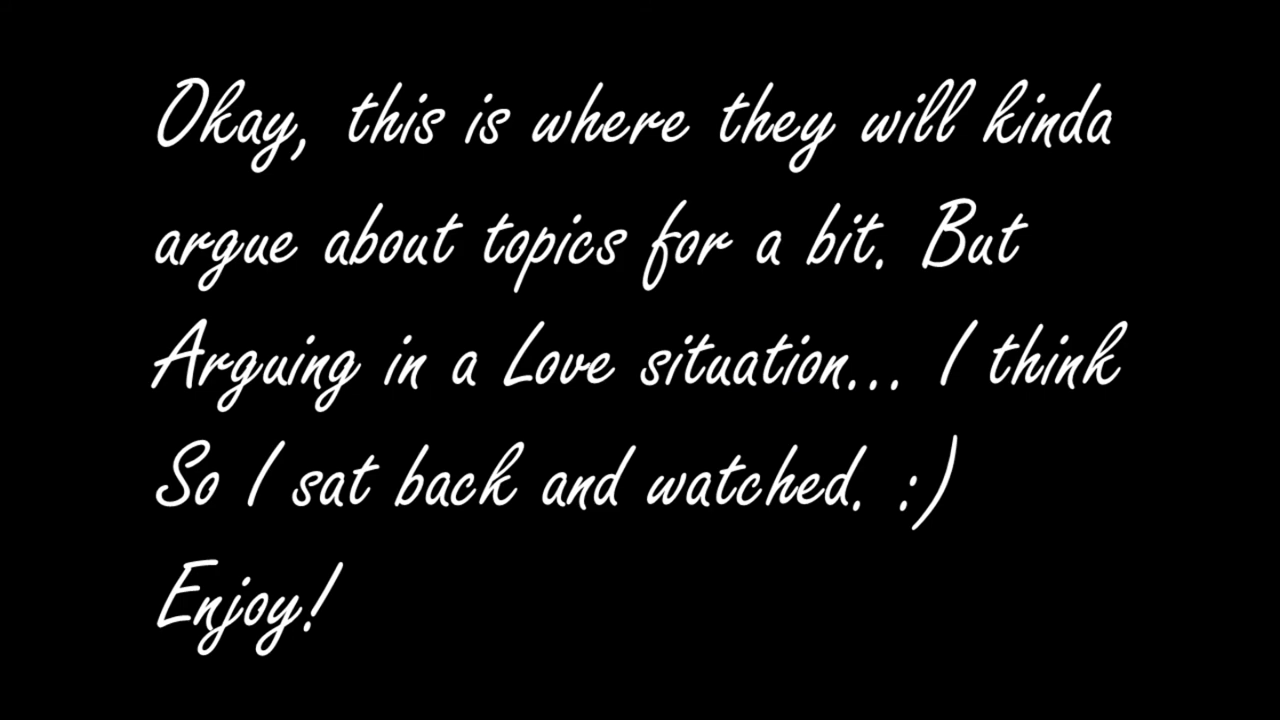 Okay, this is where they will kinda
argue about topics for a bit. But
Arguing in a Love situation... I think
So I sat back and watched. :)
Enjoy!